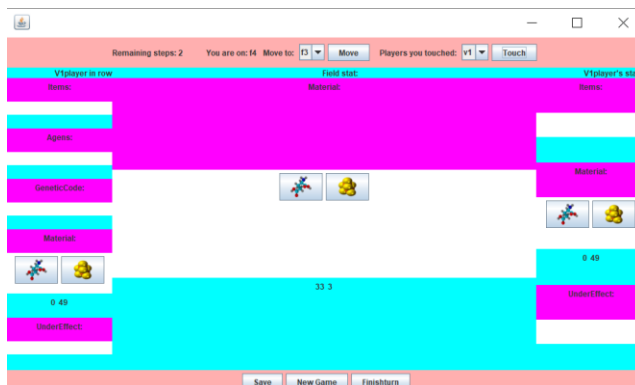 Remaining steps: 2 You are on: f4 Move to: f3 Move Players you touched: v1 Touch
V1player in row Field stat: V1player's sta
Items: Material: Items:
Agens:
GeneticCode:
Material:
Material:
0 49
33 3
0 49
UnderEffect:
UnderEffect:
Save New Game Finishturn